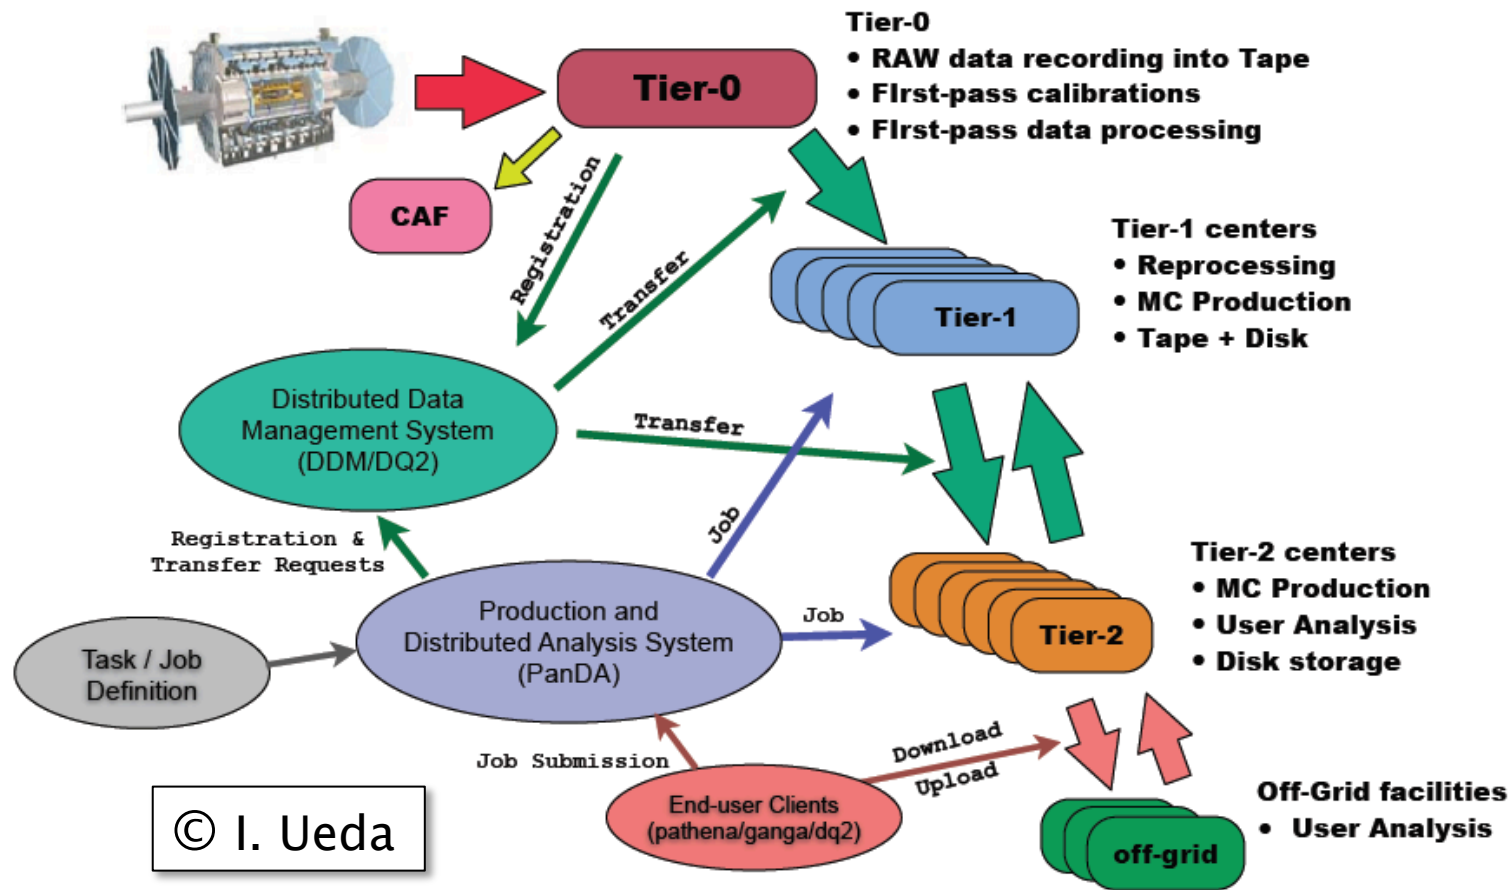 Tier-0
• RAW data recording into Tape
• FIrst-pass calibrations
• FIrst-pass data processing
Tier-0
CAF
Registration
Transfer
Tier-1 centers
• Reprocessing
• MC Production
• Tape + Disk
Tier-1
Distributed Data
Management System
(DDM/DQ2)
Transfer
Job
Registration &
Transfer Requests
Production and
Distributed Analysis System
(PanDA)
Job
Tier-2 centers
• MC Production
• User Analysis
• Disk storage
Tier-2
Task / Job
Definition
Job Submission
Download
Upload
End-user Clients
(pathena/ganga/dq2)
Off-Grid facilities
• User Analysis
off-grid
© I. Ueda